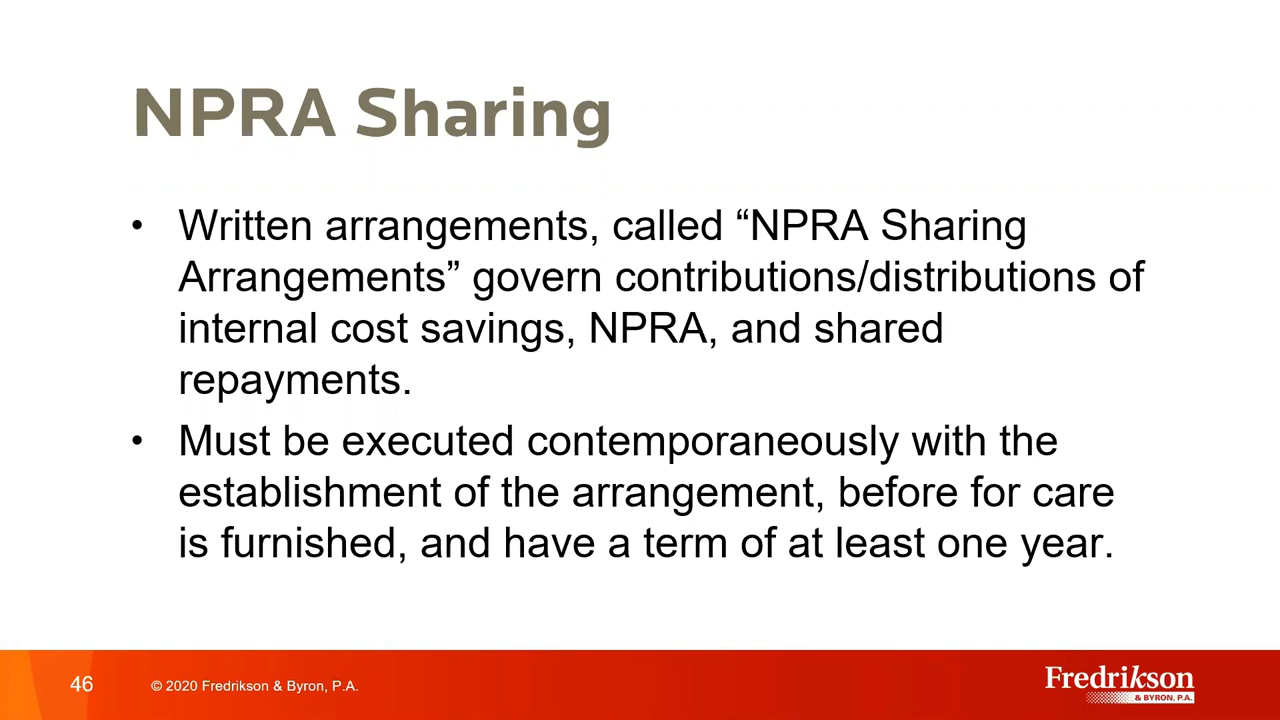 NPRA Sharing
• Written arrangements, called “NPRA Sharing
Arrangements” govern contributions/distributions of
internal cost savings, NPRA, and shared
repayments.
• Must be executed contemporaneously with the
establishment of the arrangement, before for care
is furnished, and have a term of at least one year.
46
© 2020 Fredrikson & Byron, P.A.
Fredrikson
& BYRON, P.A.